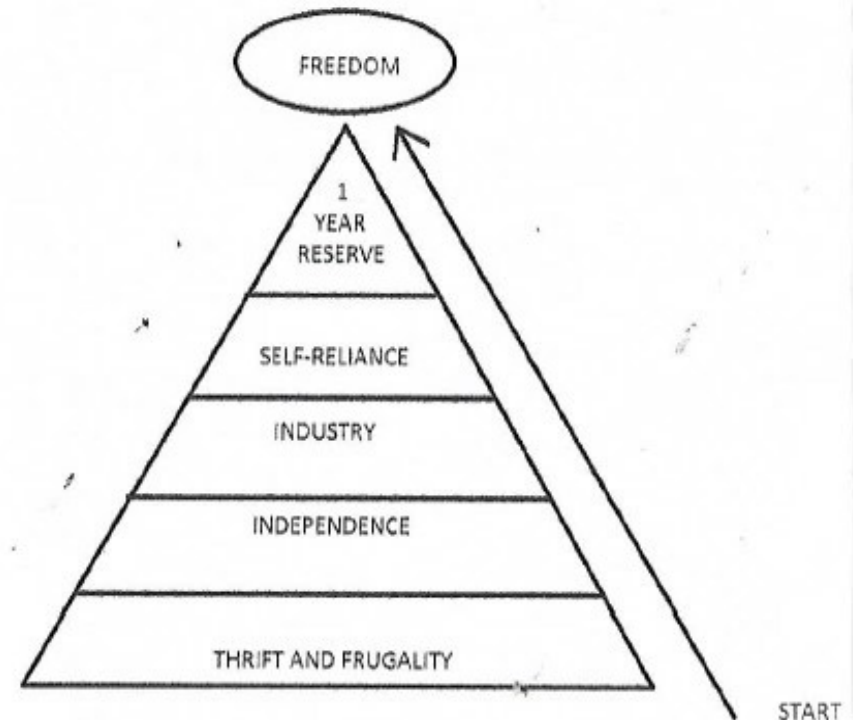 FREEDOM
1
YEAR
RESERVE
SELF-RELIANCE
INDUSTRY
INDEPENDENCE
THRIFT AND FRUGALITY
START